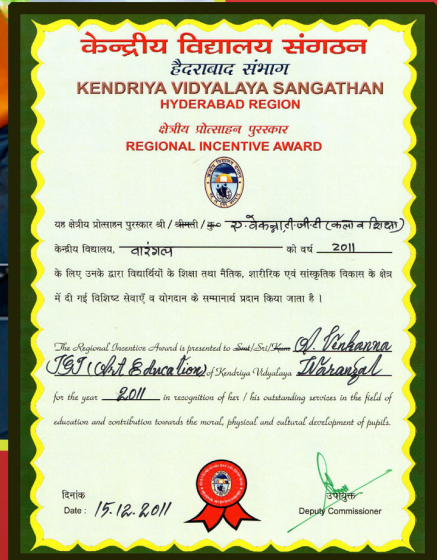 केन्द्रीय विद्यालय संगठन
हैदराबाद संभाग
KENDRIYA VIDYALAYA SANGATHAN
HYDERABAD REGION
क्षेत्रीय प्रोत्साहन पुरस्कार
REGIONAL INCENTIVE AWARD
यह क्षेत्रीय प्रोत्साहन पुरस्कार श्री / श्रीमती / कु०
केन्द्रीय विद्यालय, वारंगल को वर्ष 2011
के लिए उनके द्वारा विद्यार्थियों के शिक्षा तथा नैतिक, शारीरिक एवं सांस्कृतिक विकास के क्षेत्र
में दी गई विशिष्ट सेवाएँ व योगदान के सम्मानार्थ प्रदान किया जाता है ।
The Regional Incentive Award is presented to Smt/Sri/Kum Venkanna
TGT (Art Education) of Kendriya Vidyalaya Warangal
for the year 2011 in recognition of her / his outstanding services in the field of
education and contribution towards the moral, physical and cultural development of pupils.
दिनांक
Date : 15.12.2011
उपायुक्त
Deputy Commissioner